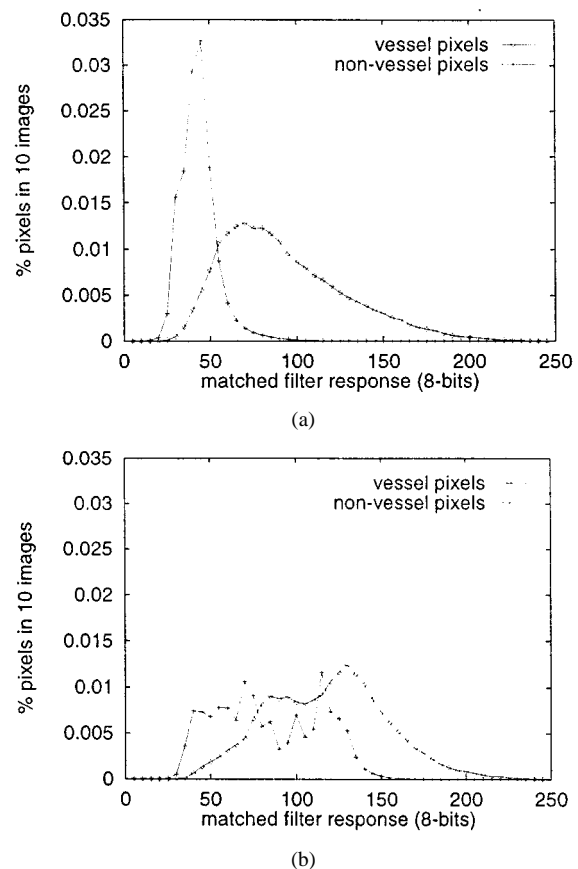 0.035
0.03
0.025
0.02
0.015
0.01
0.005
0
% pixels in 10 images
vessel pixels
non-vessel pixels
0 50 100 150 200 250
matched filter response (8-bits)
(a)
0.035
0.03
0.025
0.02
0.015
0.01
0.005
0
% pixels in 10 images
vessel pixels
non-vessel pixels
0 50 100 150 200 250
matched filter response (8-bits)
(b)